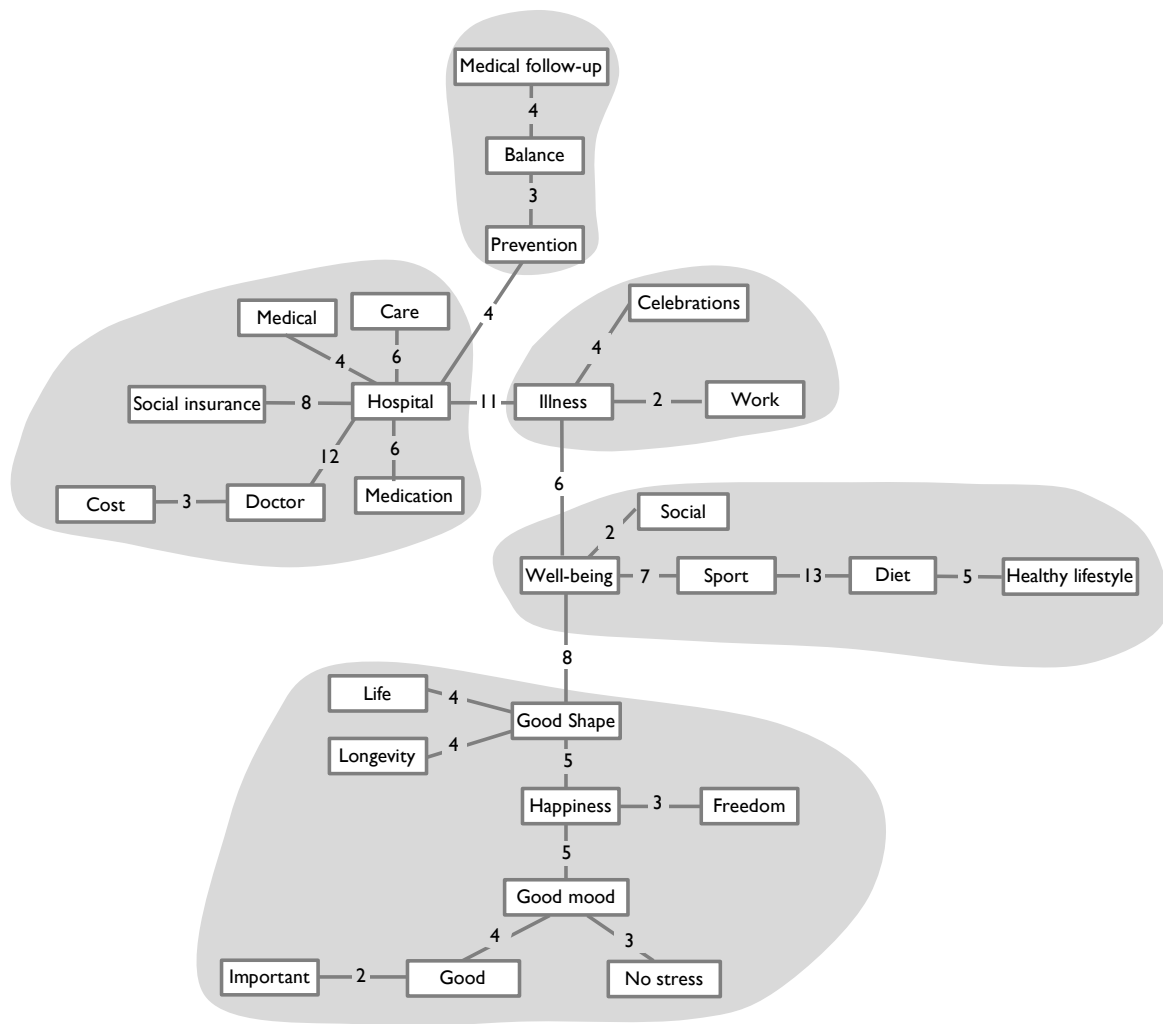 Medical follow-up
4
Balance
3
Prevention
4
Medical
Care
4
6
Social insurance
8
Hospital
11
Illness
2
Work
4
Celebrations
12
6
Cost
3
Doctor
Medication
6
2
Social
Well-being
7
Sport
13
Diet
5
Healthy lifestyle
8
Life
4
Good Shape
Longevity
4
5
Happiness
3
Freedom
5
Good mood
4
3
Important
2
Good
No stress